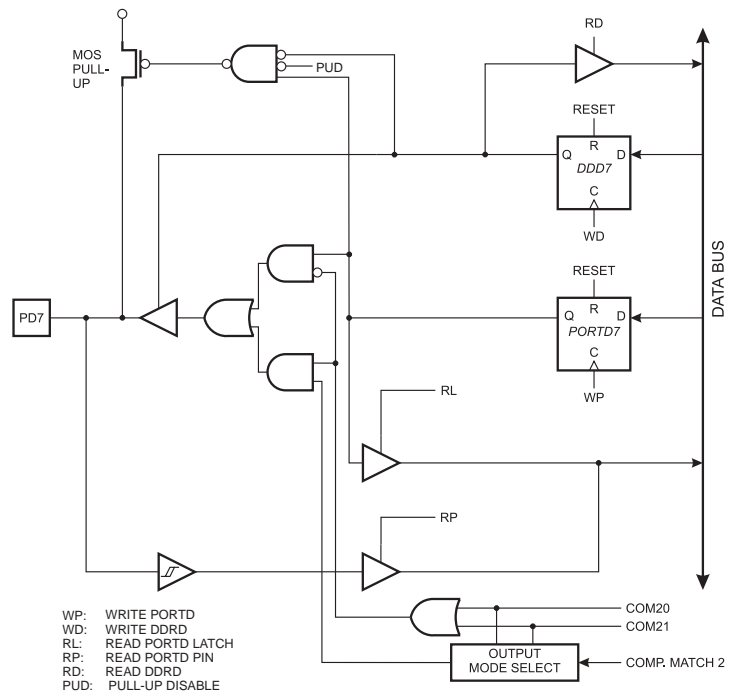 RD
MOS
PULL-
UP
PUD
RESET
R
Q
D
DDD7
C
WD
RESET
R
Q
D
PORTD7
C
WP
DATA BUS
PD7
RL
RP
COM20
COM21
OUTPUT
MODE SELECT
COMP. MATCH 2
WP: WRITE PORTD
WD: WRITE DDRD
RL: READ PORTD LATCH
RP: READ PORTD PIN
RD: READ DDRD
PUD: PULL-UP DISABLE